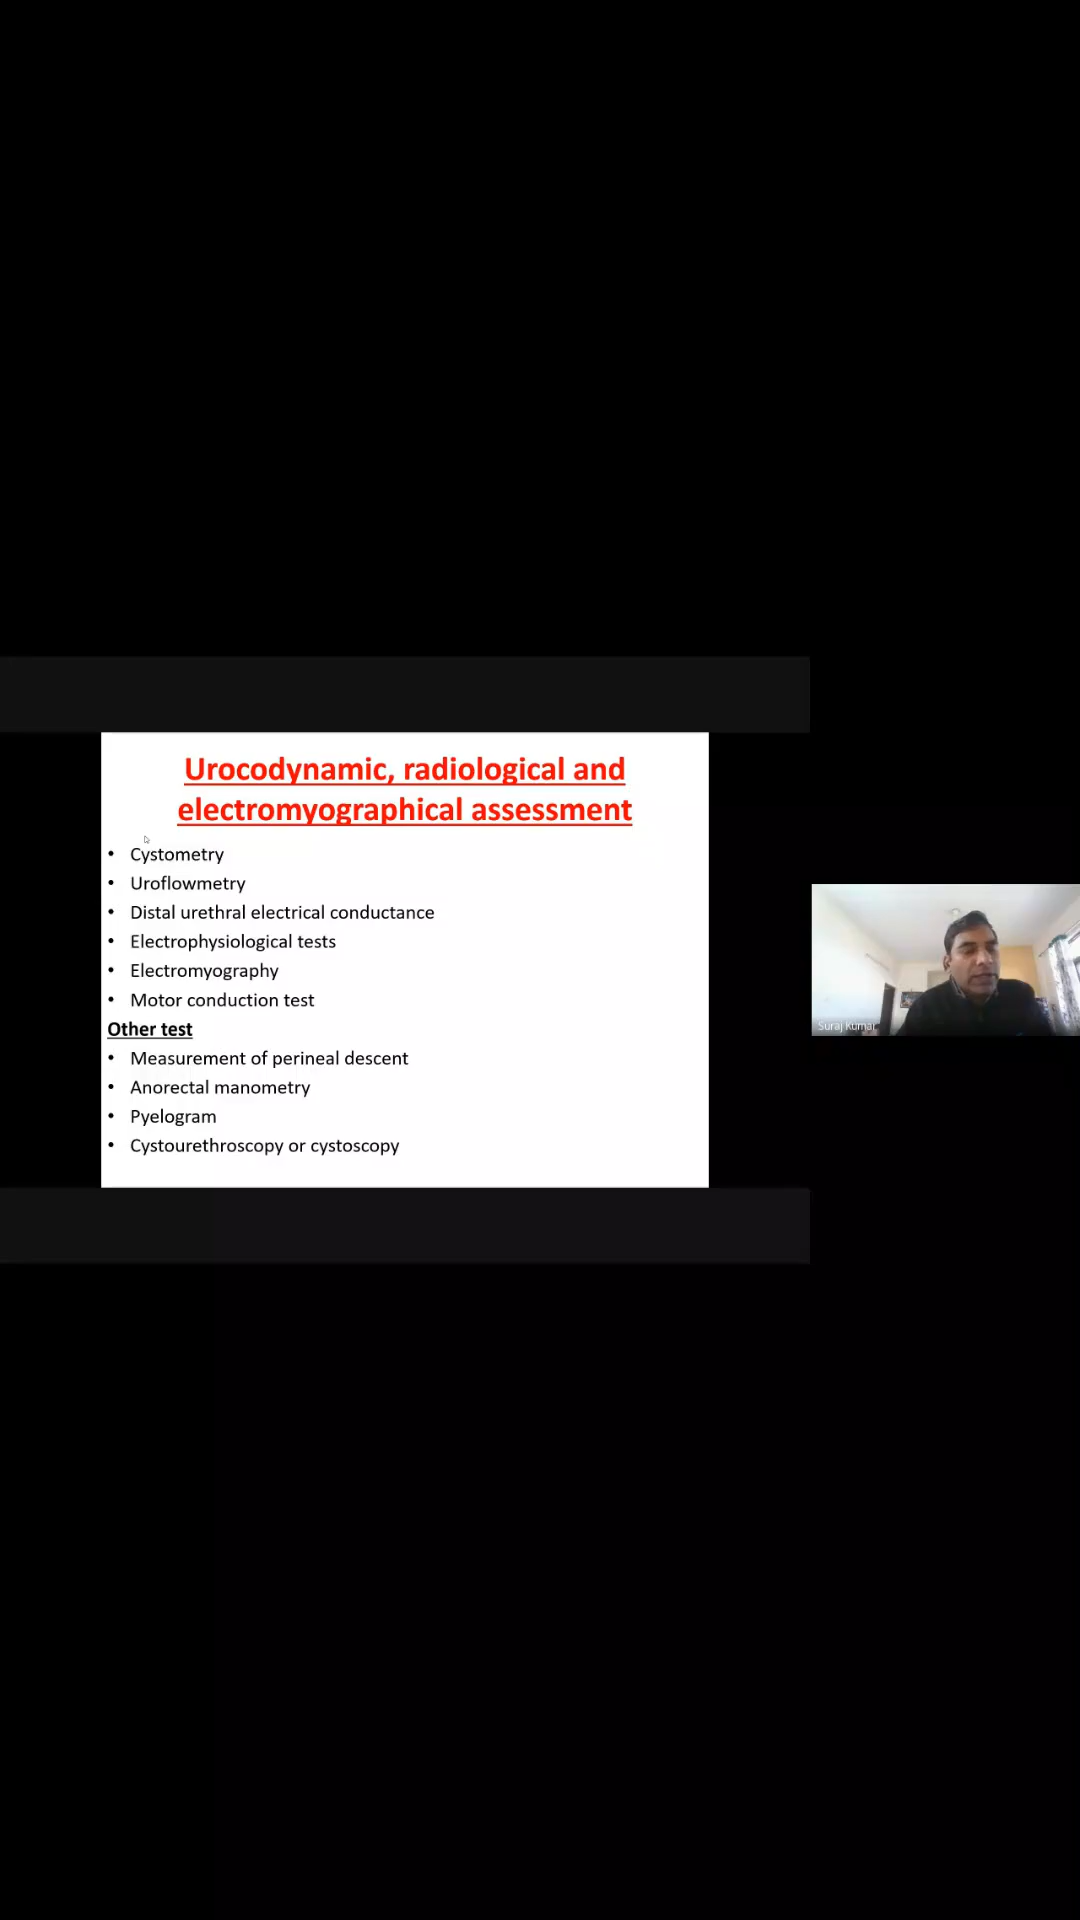 Urocodynamic, radiological and
electromyographical assessment
• Cystometry
• Uroflowmetry
• Distal urethral electrical conductance
• Electrophysiological tests
• Electromyography
• Motor conduction test
Other test
• Measurement of perineal descent
• Anorectal manometry
• Pyelogram
• Cystourethroscopy or cystoscopy
Suraj Kumar